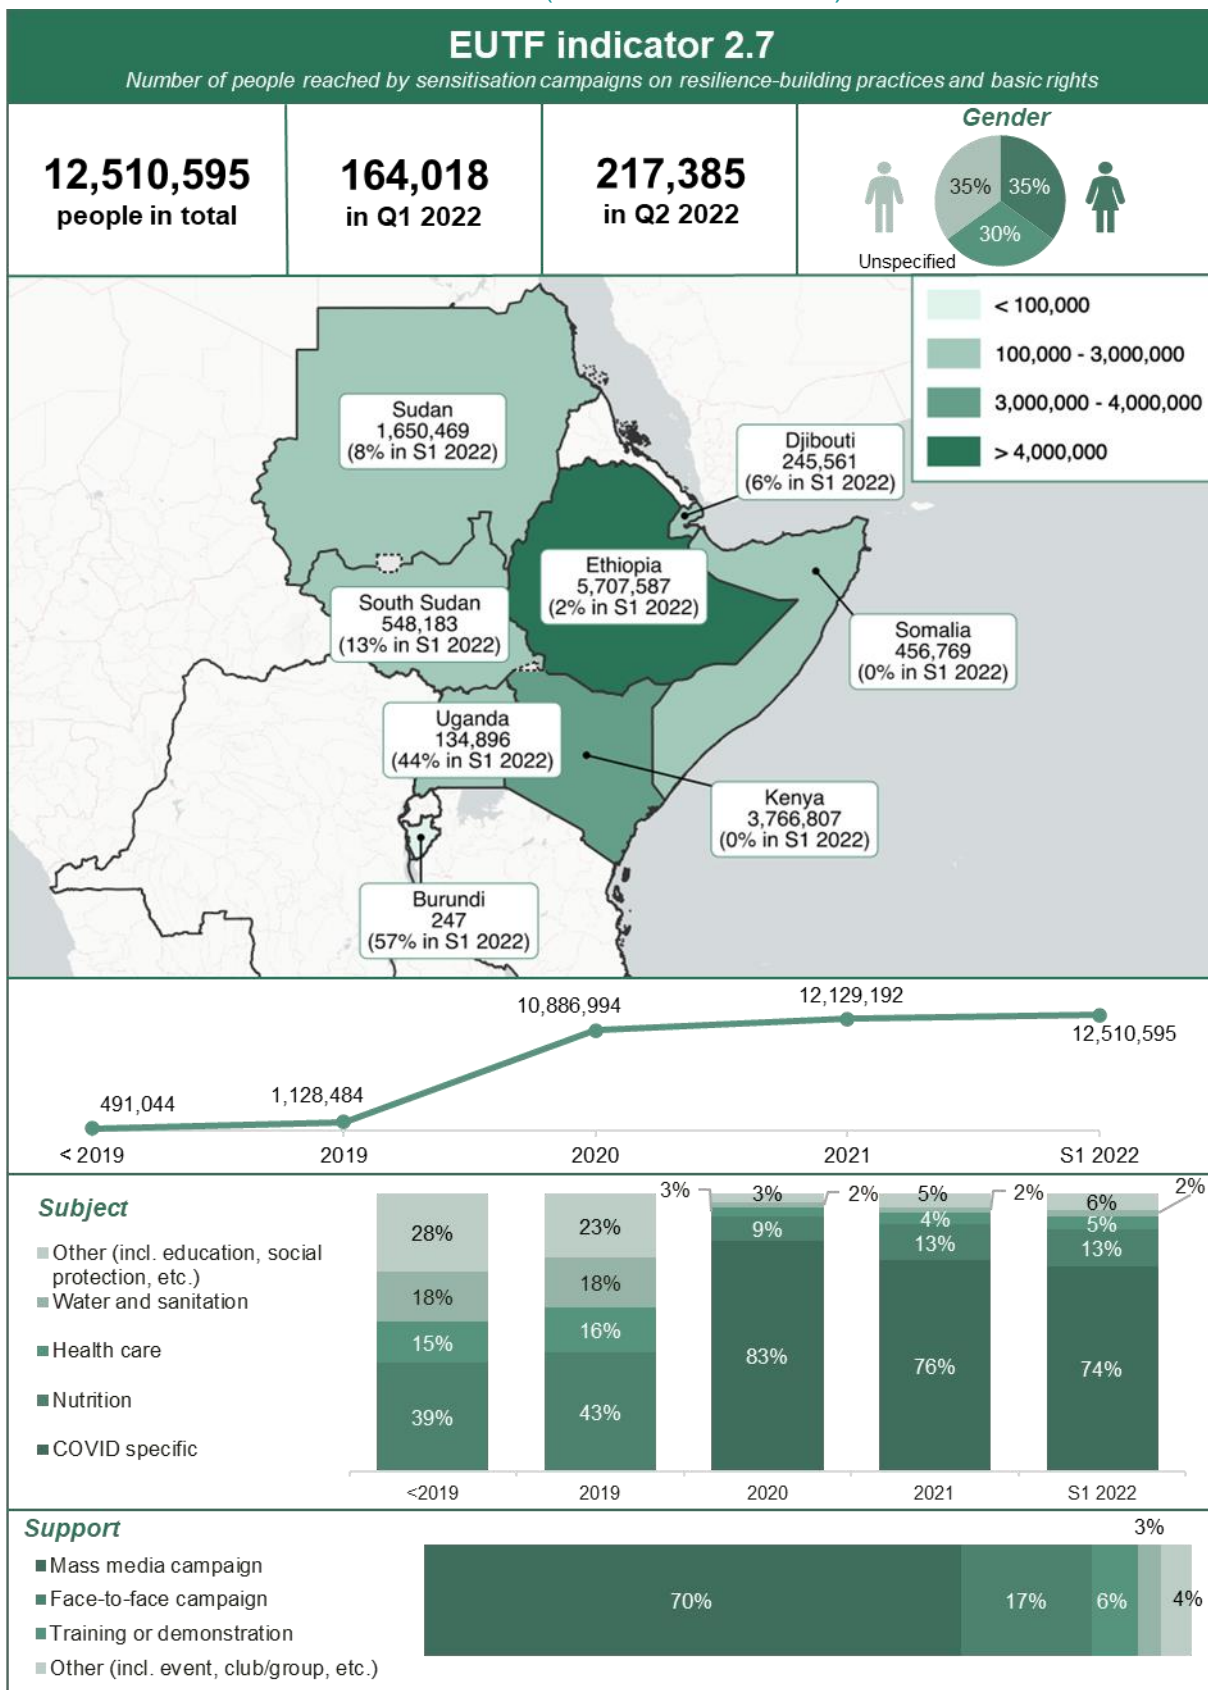 EUTF indicator 2.7
Number of people reached by sensitisation campaigns on resilience-building practices and basic rights
12,510,595
people in total
164,018
in Q1 2022
217,385
in Q2 2022
Gender
35%
35%
30%
Unspecified
< 100,000
100,000 - 3,000,000
3,000,000 - 4,000,000
> 4,000,000
Sudan
1,650,469
(8% in S1 2022)
Djibouti
245,561
(6% in S1 2022)
Ethiopia
5,707,587
(2% in S1 2022)
South Sudan
548,183
(13% in S1 2022)
Somalia
456,769
(0% in S1 2022)
Uganda
134,896
(44% in S1 2022)
Kenya
3,766,807
(0% in S1 2022)
Burundi
247
(57% in S1 2022)
491,044
1,128,484
10,886,994
12,129,192
12,510,595
< 2019
2019
2020
2021
S1 2022
Subject
Other (incl. education, social
protection, etc.)
Water and sanitation
Health care
Nutrition
COVID specific
28%
18%
15%
39%
23%
18%
16%
43%
3%
3%
2%
9%
83%
5%
2%
4%
13%
76%
6%
2%
5%
13%
74%
<2019
2019
2020
2021
S1 2022
Support
Mass media campaign
Face-to-face campaign
Training or demonstration
Other (incl. event, club/group, etc.)
70%
17%
6%
3%
4%